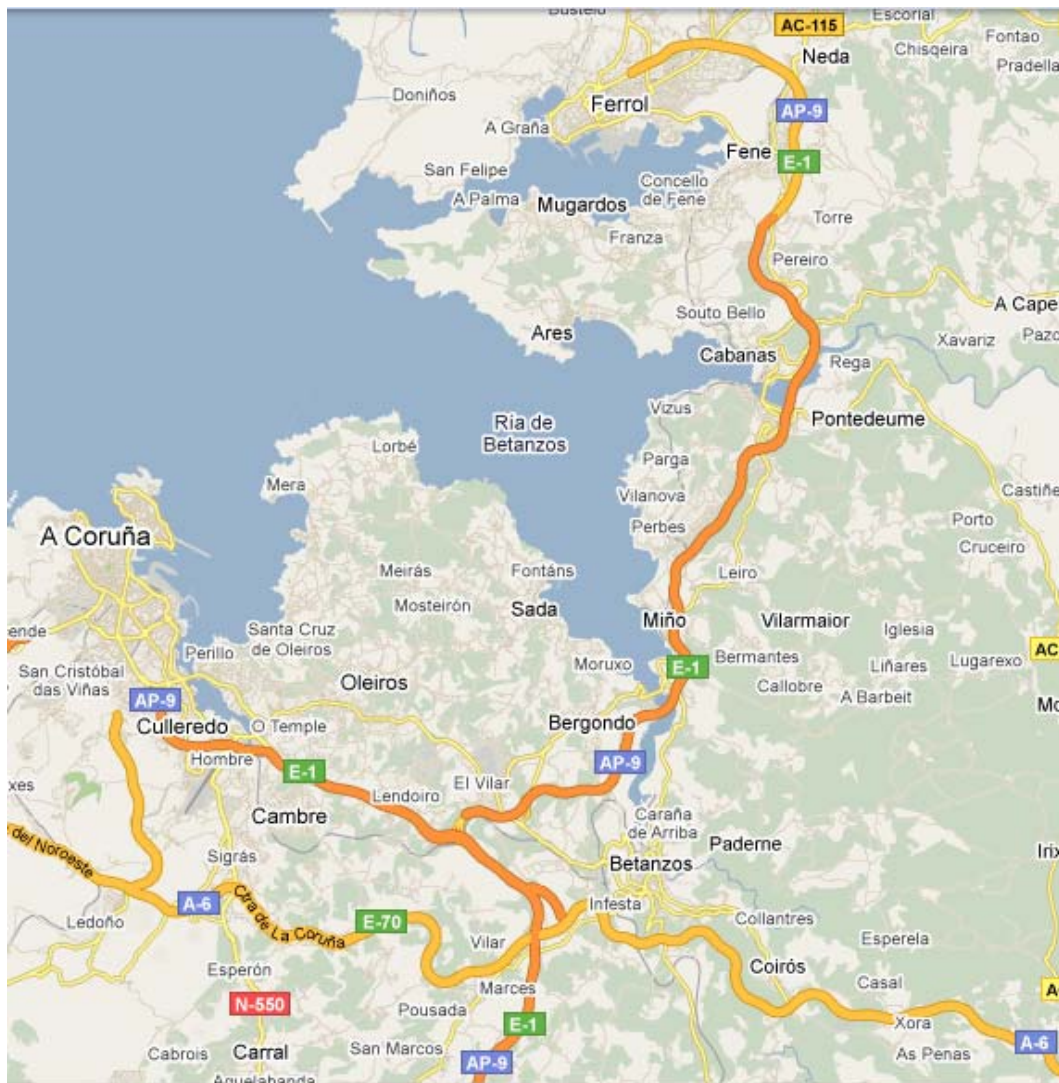 Bustelo
AC-115
Escorial
Chisqeira
Fontao
Neda
Pradella
Doniños
Ferrol
AP-9
A Graña
Fene
E-1
San Felipe
Concello
de Fene
A Palma
Mugardos
Torre
Franza
Pereiro
A Cape
Souto Bello
Ares
Xavariz
Pazo
Cabanas
Rega
Vizus
Pontedeume
Ría de
Betanzos
Lorbé
Parga
Mera
Vilanova
Castiñe
Perbes
Porto
A Coruña
Cruceiro
Meirás
Fontáns
Leiro
Mosteirón
Sada
Miño
Vilarmaior
Iglesia
ende
Santa Cruz
de Oleiros
Perillo
AC
Lugarexo
San Cristóbal
das Viñas
Moruxo
E-1
Bermantes
Liñares
Oleiros
Callobre
A Barbeit
AP-9
Mo
Culleredo
O Temple
Bergondo
Hombre
AP-9
E-1
El Vilar
xes
Lendoiro
Cambre
Caraña
de Arriba
Paderne
del Noroeste
Sigrás
Betanzos
Irix
A-6
Ctra de La Coruña
Infesta
Ledoño
E-70
Collantres
Vilar
Esperela
Esperón
Coirós
Marces
Casal
A
N-550
Pousada
E-1
Xora
Cabrois
Carral
San Marcos
AP-9
As Penas
A-6
Aquelabanda